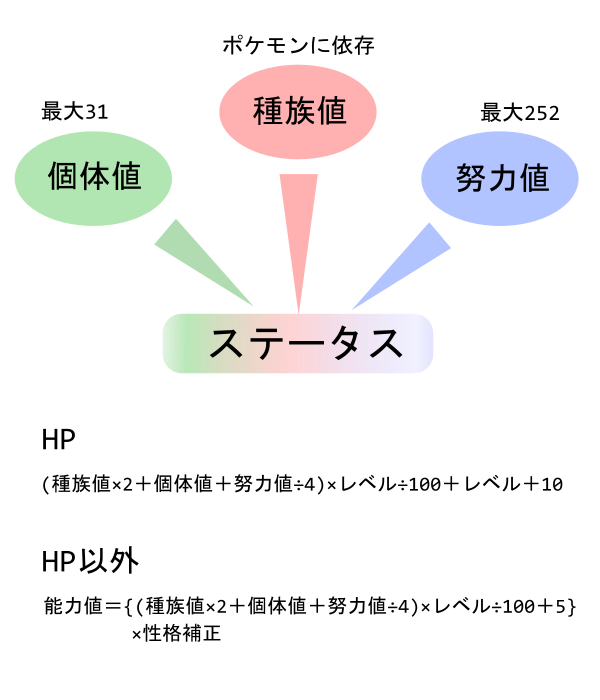 ポケモンに依存
最大31
種族値
最大252
個体値
努力値
ステータス
HP
(種族値×2＋個体値＋努力値÷4)×レベル÷100＋レベル＋10
HP以外
能力値＝{(種族値×2＋個体値＋努力値÷4)×レベル÷100＋5}
×性格補正